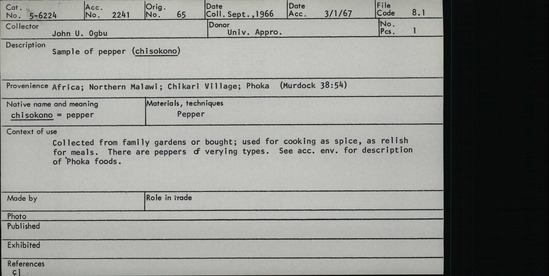 Cat. No. 5-6224 Acc. No. 2241 Orig. No. 65 Date Coll. Sept., 1966 Date Acc. 3/1/67 File Code 8.1
Collector John U. Ogbu Donor Univ. Appro. No. Pcs. 1
Description
Sample of pepper (chisokono)
Provenience Africa; Northern Malawi; Chikari Village; Phoka (Murdock 38:54)
Native name and meaning Materials, techniques
chisokono = pepper Pepper
Context of use
Collected from family gardens or bought; used for cooking as spice, as relish
for meals. There are peppers of verying types. See acc. env. for description
of Phoka foods.
Made by Role in trade
Photo
Published
Exhibited
References
cj